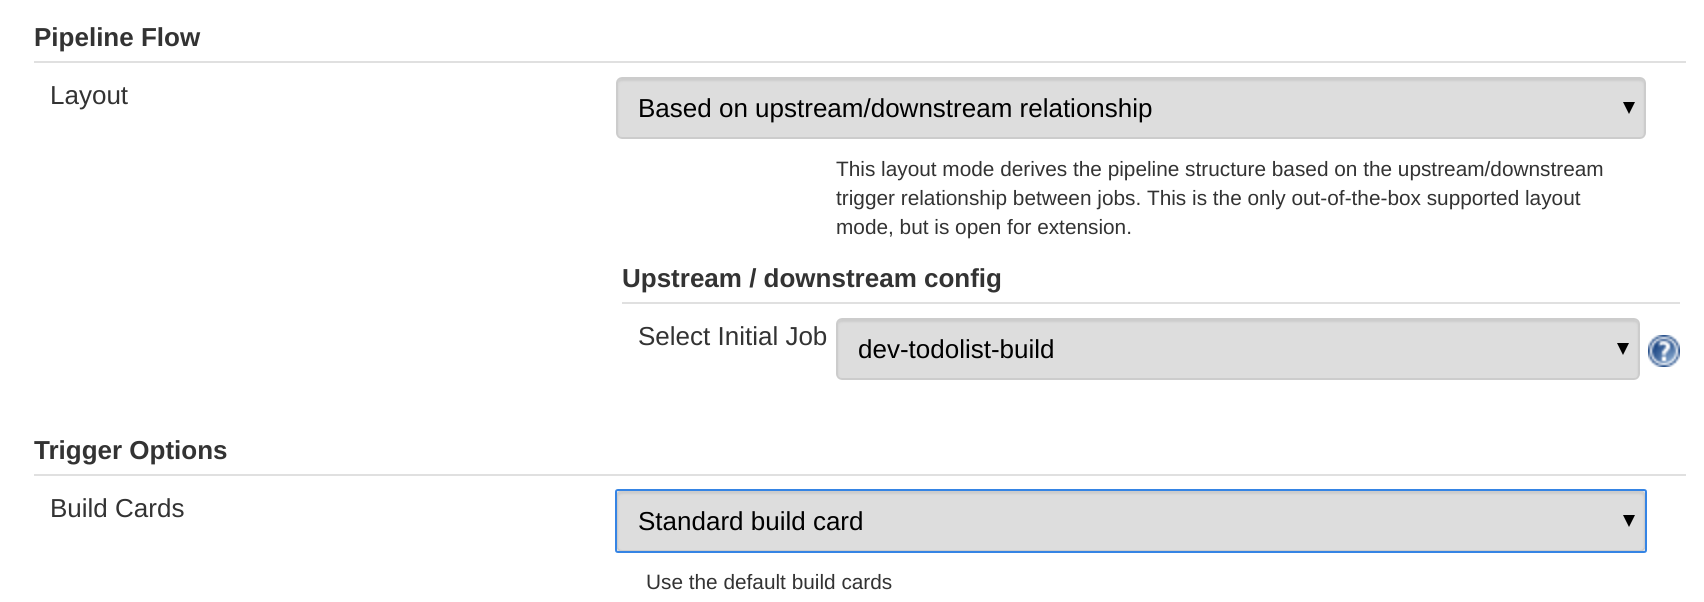 Pipeline Flow
Layout
Based on upstream/downstream relationship
This layout mode derives the pipeline structure based on the upstream/downstream
trigger relationship between jobs. This is the only out-of-the-box supported layout
mode, but is open for extension.
Upstream / downstream config
Select Initial Job
dev-todolist-build
Trigger Options
Build Cards
Standard build card
Use the default build cards